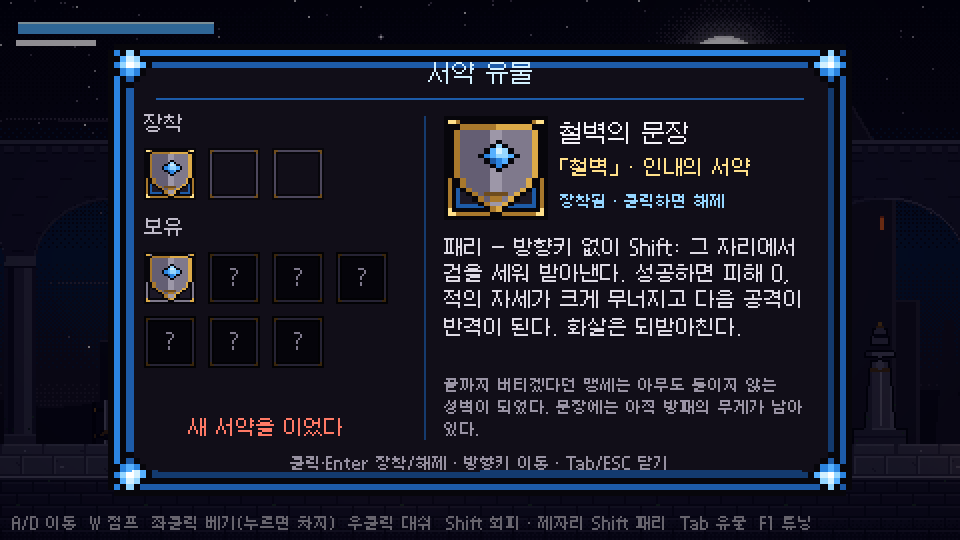 서약 유물
장착
철벽의 문장
「철벽」 · 인내의 서약
장착됨 · 클릭하면 해제
보유
? ? ?
? ? ?
패리 — 방향키 없이 Shift: 그 자리에서
검을 세워 받아낸다. 성공하면 피해 0,
적의 자세가 크게 무너지고 다음 공격이
반격이 된다. 화살은 되받아친다.
끝까지 버티겠다던 맹세는 아무도 돌이지 않는
성벽이 되었다. 문장에는 아직 방패의 무게가 남아
있다.
새 서약을 이었다
클릭·Enter 장착/해제 · 방향키 이동 · Tab/ESC 닫기
A/D 이동 W 점프 좌클릭 베기(누르면 차지) 우클릭 대쉬 Shift 회피 · 제자리 Shift 패리 Tab 유물 F1 튜닝